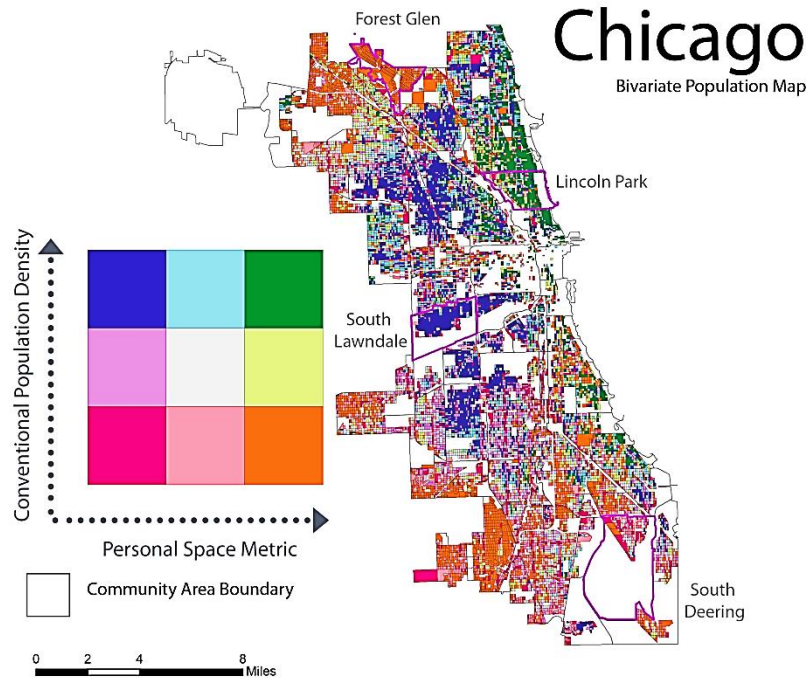 Chicago
Bivariate Population Map
Forest Glen
Lincoln Park
South
Lawndale
South
Deering
Conventional Population Density
Personal Space Metric
Community Area Boundary
0 2 4 8
Miles